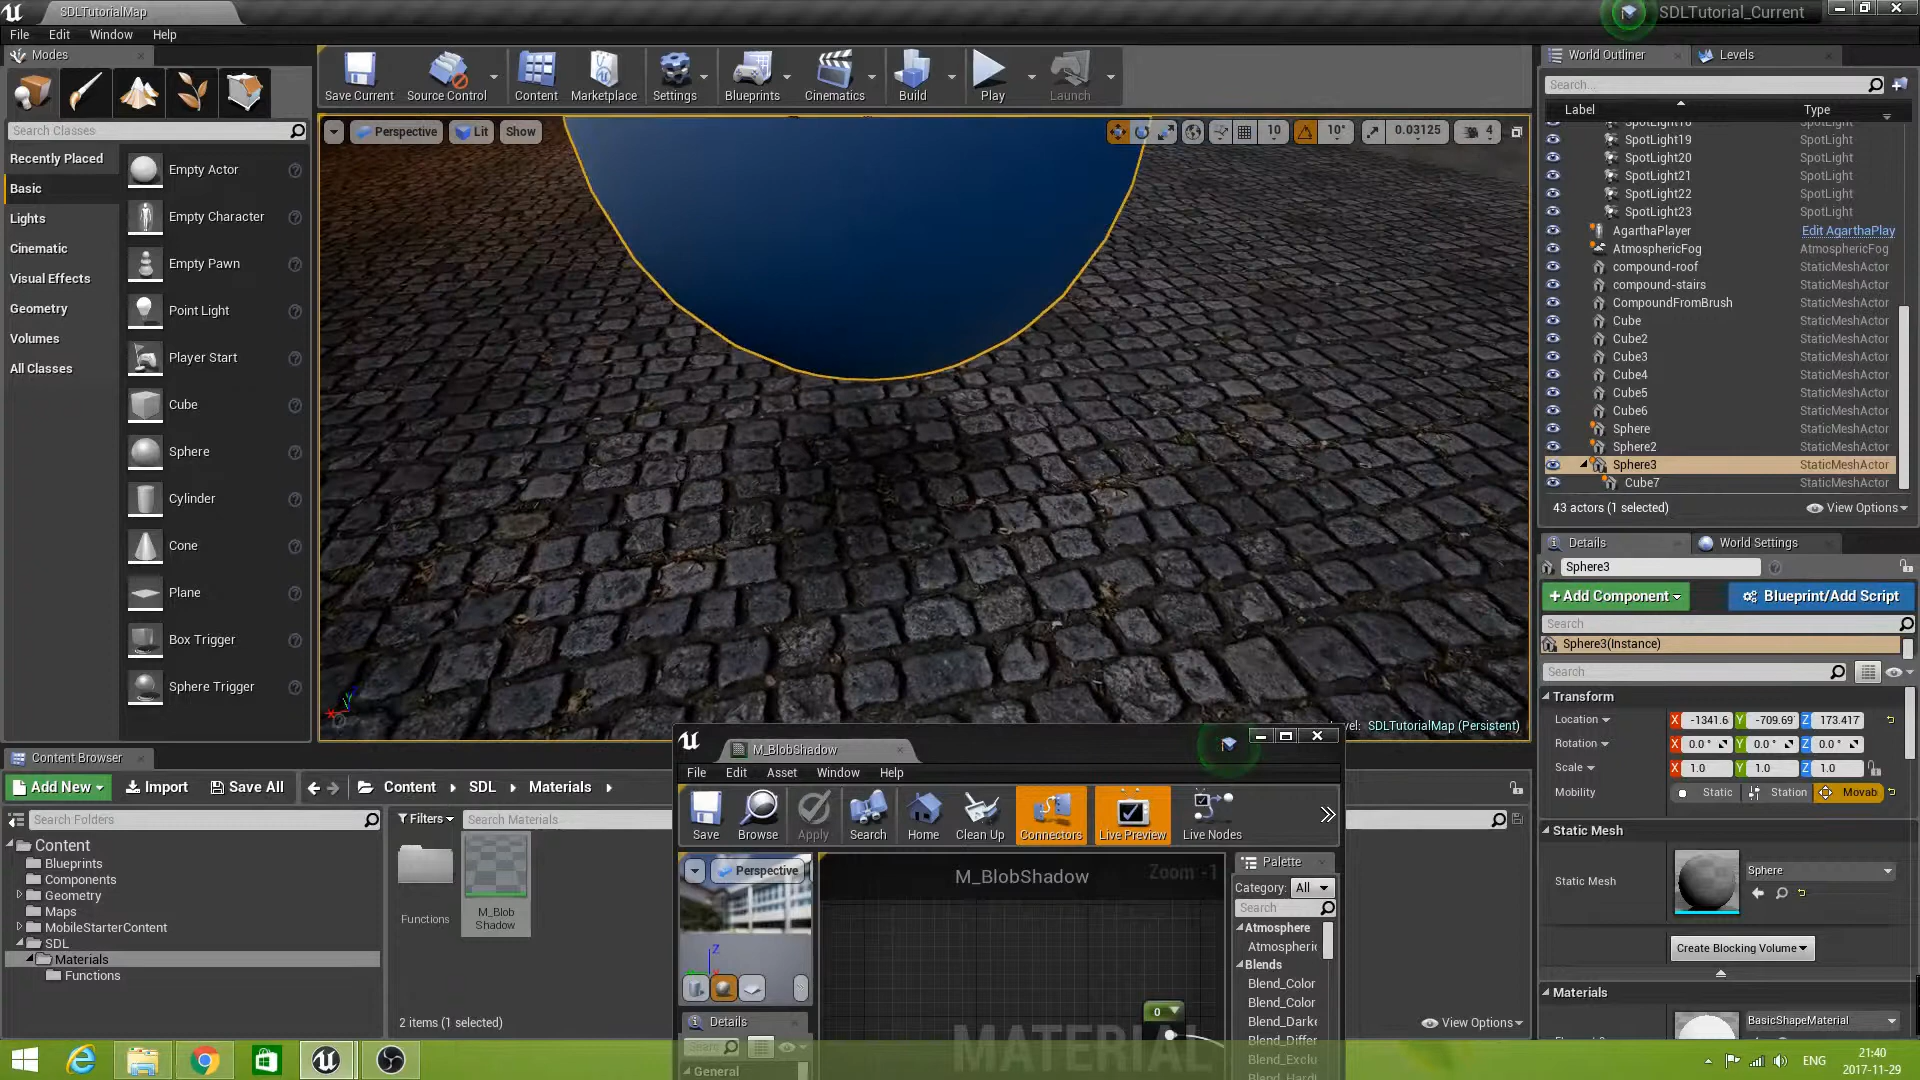 SDLTutorialMap
SDLTutorial_Current
File Edit Window Help
Modes
Save Current
Source Control
Content
Marketplace
Settings
Blueprints
Cinematics
Build
Play
Launch
Search Classes
Recently Placed
Basic
Lights
Cinematic
Visual Effects
Geometry
Volumes
All Classes
Empty Actor
Empty Character
Empty Pawn
Point Light
Player Start
Cube
Sphere
Cylinder
Cone
Plane
Box Trigger
Sphere Trigger
Perspective Lit Show
10 10° 0.03125 4
SDLTutorialMap (Persistent)
World Outliner Levels
Search...
Label Type
SpotLight19 SpotLight
SpotLight20 SpotLight
SpotLight21 SpotLight
SpotLight22 SpotLight
SpotLight23 SpotLight
AgarthaPlayer Edit AgarthaPlay
AtmosphericFog AtmosphericFog
compound-roof StaticMeshActor
compound-stairs StaticMeshActor
CompoundFromBrush StaticMeshActor
Cube StaticMeshActor
Cube2 StaticMeshActor
Cube3 StaticMeshActor
Cube4 StaticMeshActor
Cube5 StaticMeshActor
Cube6 StaticMeshActor
Sphere StaticMeshActor
Sphere2 StaticMeshActor
Sphere3 StaticMeshActor
Cube7 StaticMeshActor
43 actors (1 selected) View Options
Details World Settings
Sphere3
+Add Component Blueprint/Add Script
Search
Sphere3(Instance)
Search
Transform
Location X -1341.6 Y -709.69 Z 173.417
Rotation X 0.0 ° Y 0.0 ° Z 0.0 °
Scale X 1.0 Y 1.0 Z 1.0
Mobility Static Station Movab
Static Mesh
Static Mesh Sphere
Create Blocking Volume
Materials
BasicShapeMaterial
Content Browser
Add New Import Save All Content SDL Materials
Search Folders
Filters Search Materials
Content
Blueprints
Components
Geometry
Maps
MobileStarterContent
SDL
Materials
Functions
Functions
M_Blob
Shadow
2 items (1 selected)
View Options
M_BlobShadow
File Edit Asset Window Help
Save Browse Apply Search Home Clean Up Connectors Live Preview Live Nodes
Perspective
M_BlobShadow
Zoom -1
Palette
Category: All
Search
Atmosphere
Atmospheric
Blends
Blend_Color
Blend_Color
Blend_Darke
Blend_Differ
Blend_Exclu
Details
General
0
MATERIAL
Z
ENG
21:40
2017-11-29